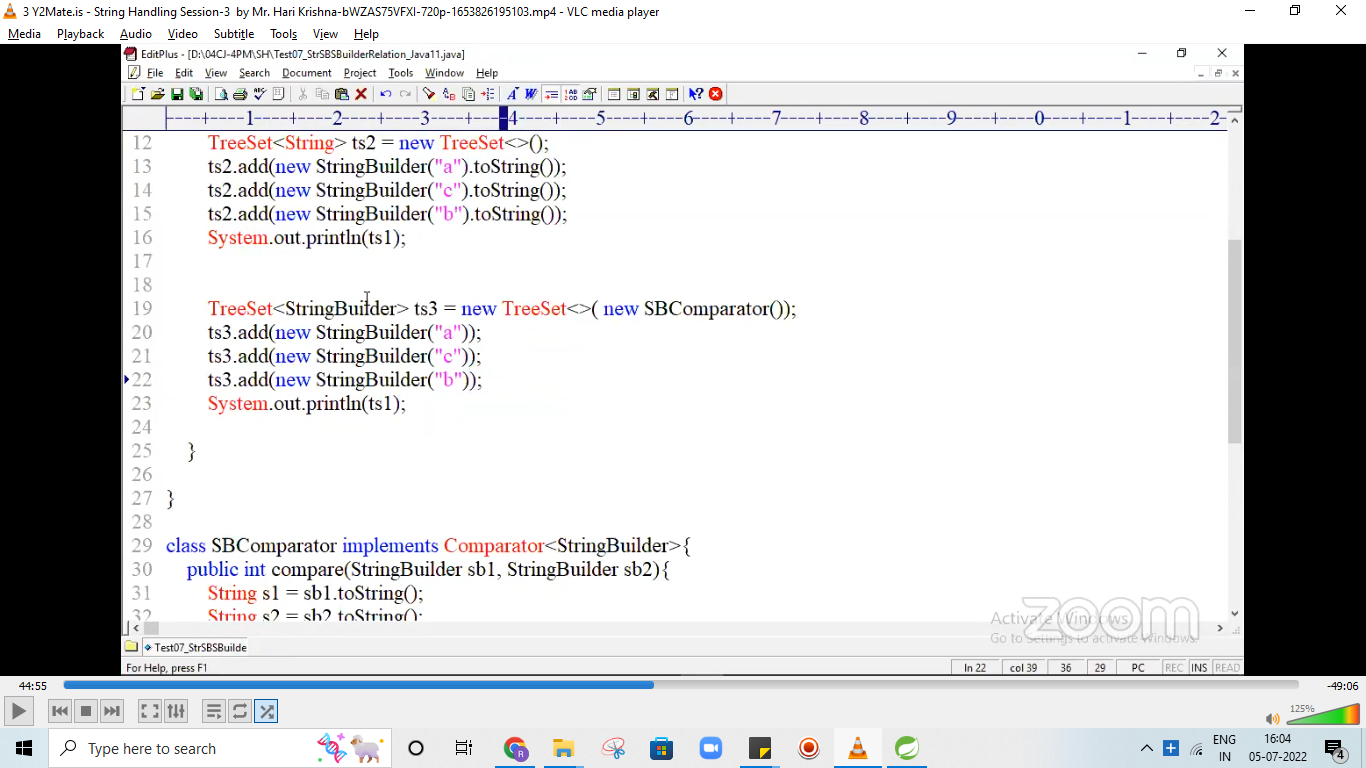 3 Y2Mate.is - String Handling Session-3 by Mr. Hari Krishna-bWZAS75VFXI-720p-1653826195103.mp4 - VLC media player
Media Playback Audio Video Subtitle Tools View Help
EditPlus - [D:\04CJ-4PM\SH\Test07_StrSBSBuilderRelation_Java11.java]
File Edit View Search Document Project Tools Window Help
----+----1----+----2----+----3----+----4----+----5----+----6----+----7----+----8----+----9----+----0----+----1----+----2-
12 TreeSet<String> ts2 = new TreeSet<>();
13 ts2.add(new StringBuilder("a").toString());
14 ts2.add(new StringBuilder("c").toString());
15 ts2.add(new StringBuilder("b").toString());
16 System.out.println(ts1);
17
18
19 TreeSet<StringBuilder> ts3 = new TreeSet<>( new SBComparator());
20 ts3.add(new StringBuilder("a"));
21 ts3.add(new StringBuilder("c"));
22 ts3.add(new StringBuilder("b"));
23 System.out.println(ts1);
24
25 }
26
27 }
28
29 class SBComparator implements Comparator<StringBuilder>{
30 public int compare(StringBuilder sb1, StringBuilder sb2){
31 String s1 = sb1.toString();
32 String s2 = sb2.toString();
zoom
Activate Windows
Go to Settings to activate Windows.
Test07_StrSBSBuilde
For Help, press F1 ln 22 col 39 36 29 PC REC INS READ
44:55 -49:06
125%
Type here to search
ENG 16:04
IN 05-07-2022 4